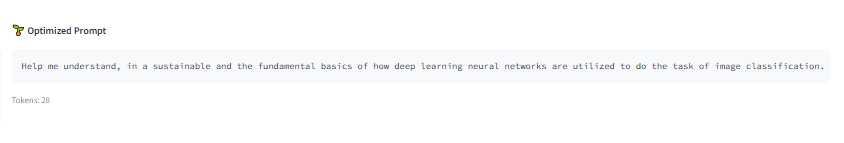 Optimized Prompt
Help me understand, in a sustainable and the fundamental basics of how deep learning neural networks are utilized to do the task of image classification.
Tokens: 28